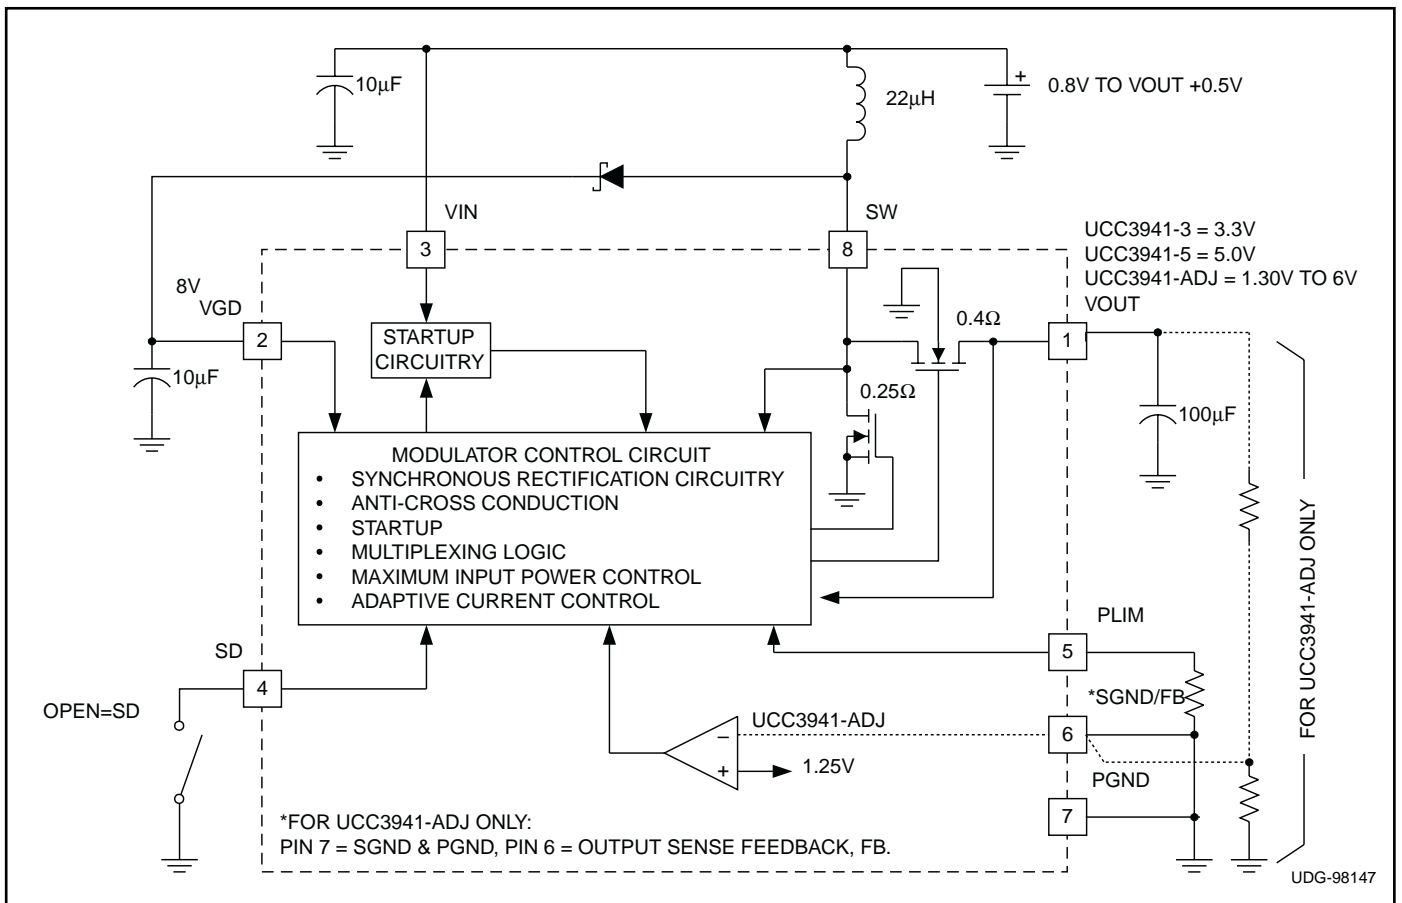 10μF
22μH
+
0.8V TO VOUT +0.5V
VIN
SW
3
8
UCC3941-3 = 3.3V
UCC3941-5 = 5.0V
UCC3941-ADJ = 1.30V TO 6V
VOUT
8V
VGD
2
10μF
STARTUP
CIRCUITRY
0.4Ω
1
0.25Ω
100μF
MODULATOR CONTROL CIRCUIT
• SYNCHRONOUS RECTIFICATION CIRCUITRY
• ANTI-CROSS CONDUCTION
• STARTUP
• MULTIPLEXING LOGIC
• MAXIMUM INPUT POWER CONTROL
• ADAPTIVE CURRENT CONTROL
FOR UCC3941-ADJ ONLY
PLIM
5
SD
4
OPEN=SD
*SGND/FB
UCC3941-ADJ
6
–
+
1.25V
PGND
7
*FOR UCC3941-ADJ ONLY:
PIN 7 = SGND & PGND, PIN 6 = OUTPUT SENSE FEEDBACK, FB.
UDG-98147